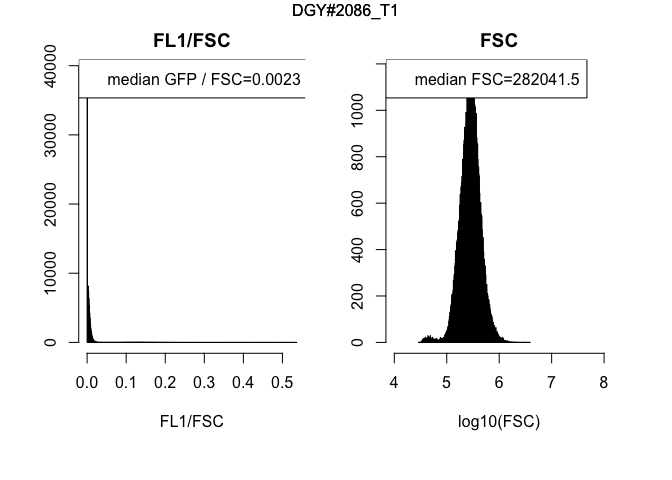 DGY#2086_T1
FL1/FSC
median GFP / FSC=0.0023
40000
30000
20000
10000
0
0.0 0.1 0.2 0.3 0.4 0.5
FL1/FSC
FSC
median FSC=282041.5
1000
800
600
400
200
0
4 5 6 7 8
log10(FSC)